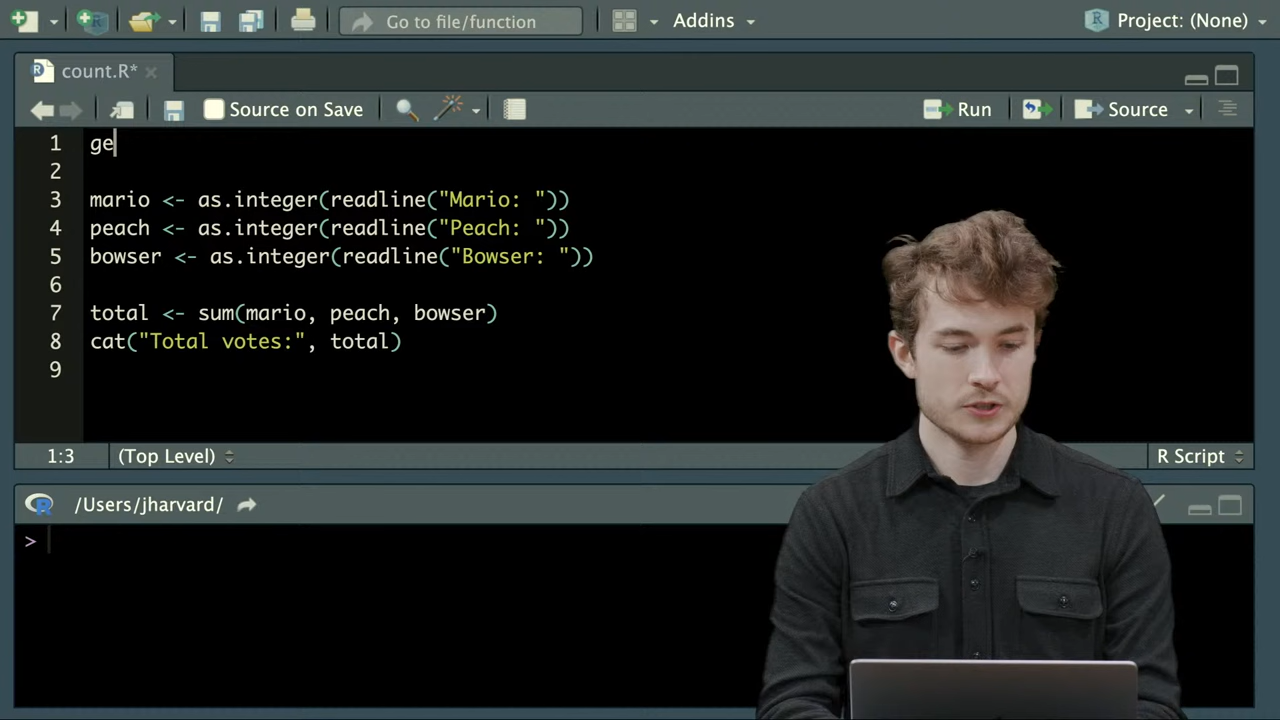 Go to file/function
Addins
Project: (None)
count.R*
Source on Save
Run
Source
1 ge
2
3 mario <- as.integer(readline("Mario: "))
4 peach <- as.integer(readline("Peach: "))
5 bowser <- as.integer(readline("Bowser: "))
6
7 total <- sum(mario, peach, bowser)
8 cat("Total votes:", total)
9
1:3
(Top Level)
R Script
/Users/jharvard/
>